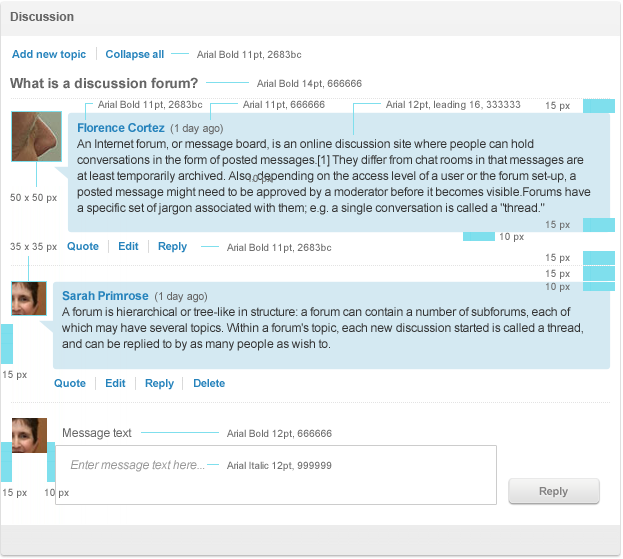 Discussion
Add new topic Collapse all Arial Bold 11pt, 2683bc
What is a discussion forum? Arial Bold 14pt, 666666
Arial Bold 11pt, 2683bc Arial 11pt, 666666 Arial 12pt, leading 16, 333333 15 px
Florence Cortez (1 day ago)
An Internet forum, or message board, is an online discussion site where people can hold
conversations in the form of posted messages.[1] They differ from chat rooms in that messages are
at least temporarily archived. Also, depending on the access level of a user or the forum set-up, a
10 px
posted message might need to be approved by a moderator before it becomes visible.Forums have
50 x 50 px
a specific set of jargon associated with them; e.g. a single conversation is called a "thread."
15 px
10 px
35 x 35 px Quote Edit Reply Arial Bold 11pt, 2683bc
15 px
15 px
10 px
Sarah Primrose (1 day ago)
A forum is hierarchical or tree-like in structure: a forum can contain a number of subforums, each of
which may have several topics. Within a forum's topic, each new discussion started is called a thread,
and can be replied to by as many people as wish to.
15 px
Quote Edit Reply Delete
Message text Arial Bold 12pt, 666666
Enter message text here... Arial Italic 12pt, 999999
15 px 10 px Reply